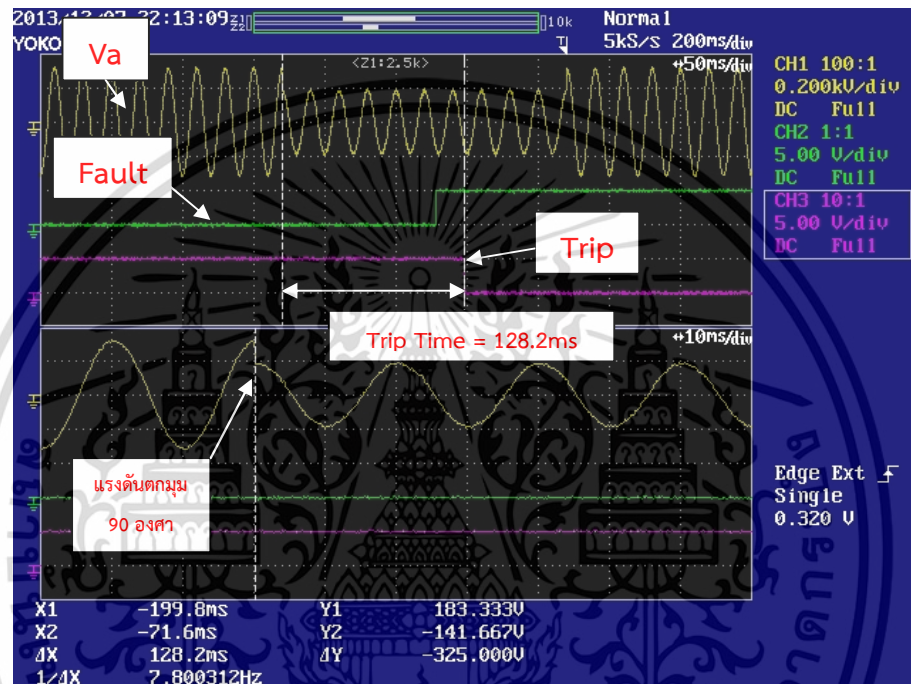 22:13:09
10k
Normal
YOKO
5kS/s 200ms/div
Va
<Z1:2.5k>
↔50ms/div
CH1 100:1
0.200kV/div
DC Full
CH2 1:1
5.00 V/div
DC Full
CH3 10:1
5.00 V/div
DC Full
Fault
Trip
Trip Time = 128.2ms
↔10ms/div
แรงดันตกมุม
90 องศา
Edge Ext
Single
0.320 V
X1 -199.8ms Y1 183.333V
X2 -71.6ms Y2 -141.667V
ΔX 128.2ms ΔY -325.000V
1/ΔX 7.800312Hz